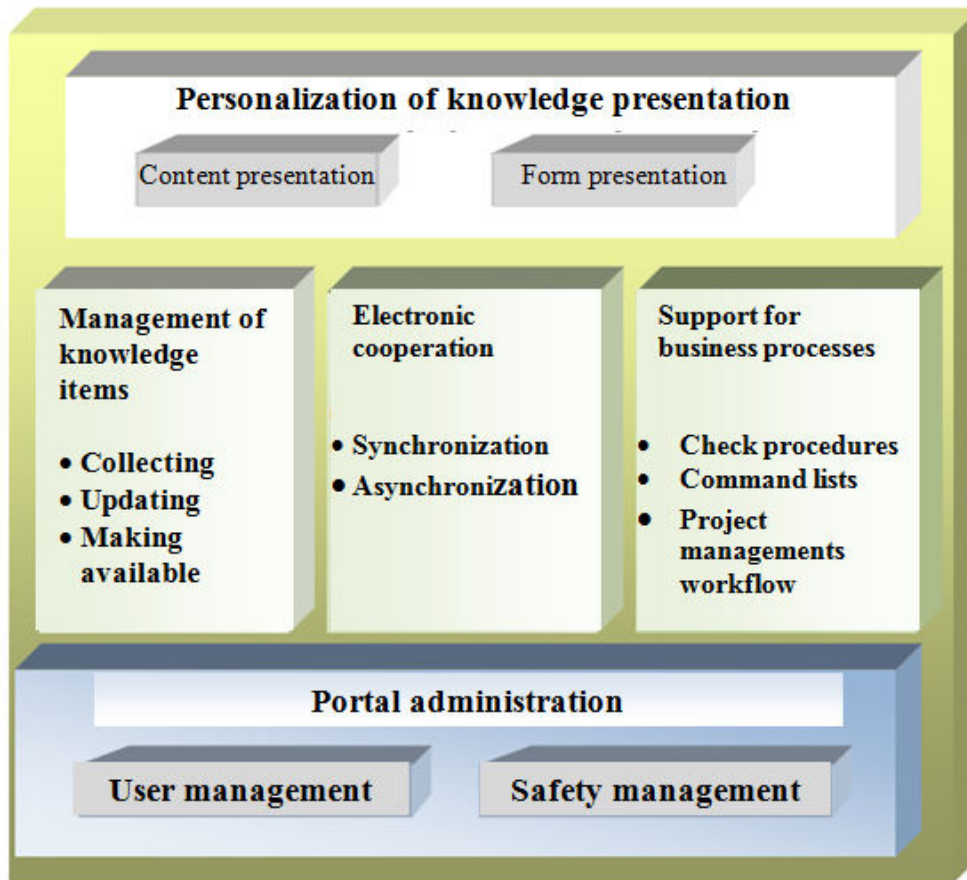 Personalization of knowledge presentation
Content presentation
Form presentation
Management of
knowledge
items
• Collecting
• Updating
• Making
available
Electronic
cooperation
• Synchronization
• Asynchronization
Support for
business processes
• Check procedures
• Command lists
• Project
managements
workflow
Portal administration
User management
Safety management